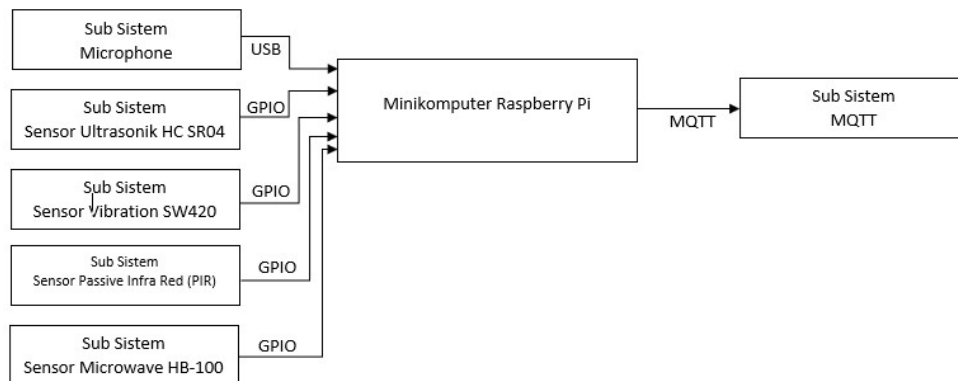 Sub Sistem
Microphone
USB
Sub Sistem
Sensor Ultrasonik HC SR04
GPIO
Sub Sistem
Sensor Vibration SW420
GPIO
Sub Sistem
Sensor Passive Infra Red (PIR)
GPIO
Sub Sistem
Sensor Microwave HB-100
GPIO
Minikomputer Raspberry Pi
MQTT
Sub Sistem
MQTT